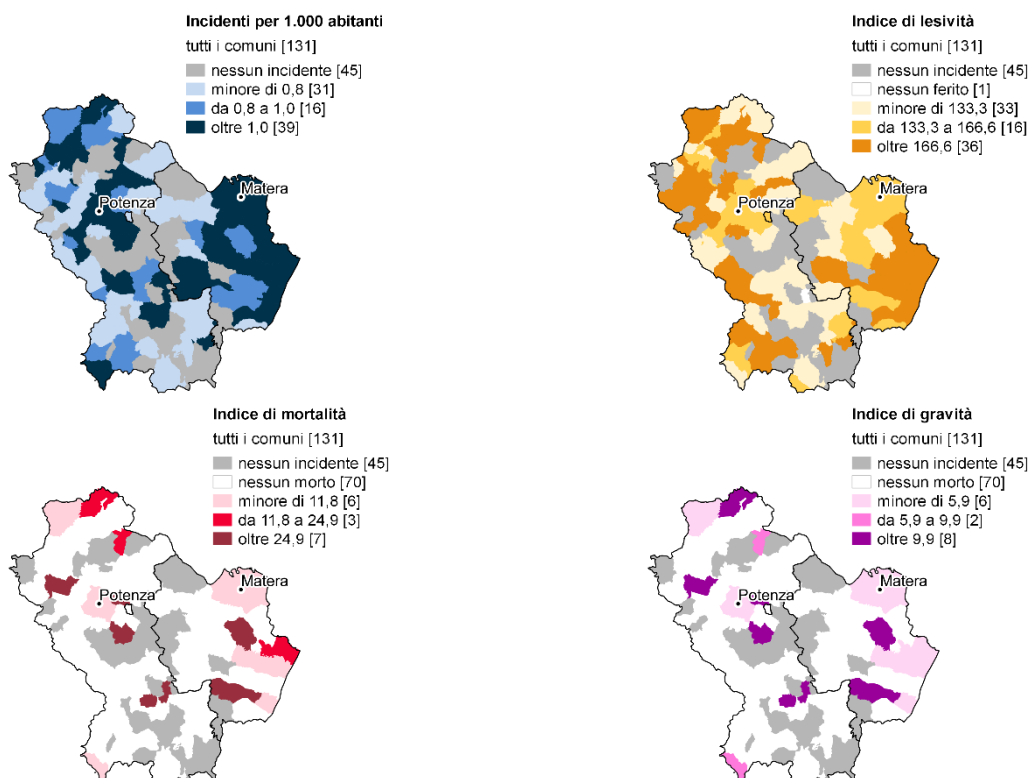 Incidenti per 1.000 abitanti
tutti i comuni [131]
nessun incidente [45]
minore di 0,8 [31]
da 0,8 a 1,0 [16]
oltre 1,0 [39]
Matera
Potenza
Indice di lesività
tutti i comuni [131]
nessun incidente [45]
nessun ferito [1]
minore di 133,3 [33]
da 133,3 a 166,6 [16]
oltre 166,6 [36]
Matera
Potenza
Indice di mortalità
tutti i comuni [131]
nessun incidente [45]
nessun morto [70]
minore di 11,8 [6]
da 11,8 a 24,9 [3]
oltre 24,9 [7]
Matera
Potenza
Indice di gravità
tutti i comuni [131]
nessun incidente [45]
nessun morto [70]
minore di 5,9 [6]
da 5,9 a 9,9 [2]
oltre 9,9 [8]
Matera
Potenza